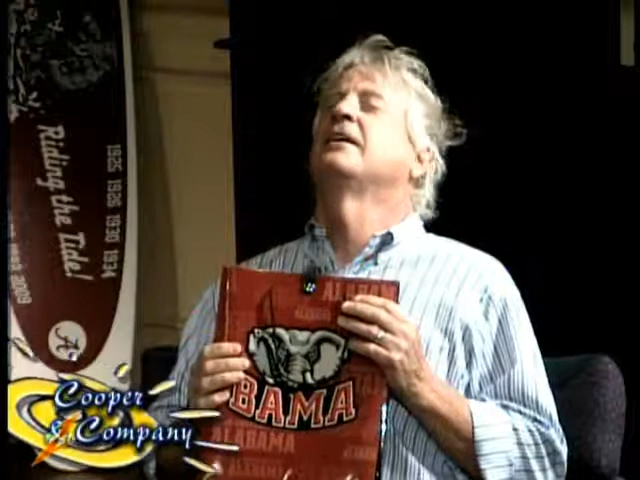 Riding the Tide!
1925 1926 1930 1934
2009
A
ALABAMA
BAMA
ALABAMA
Cooper
& Company